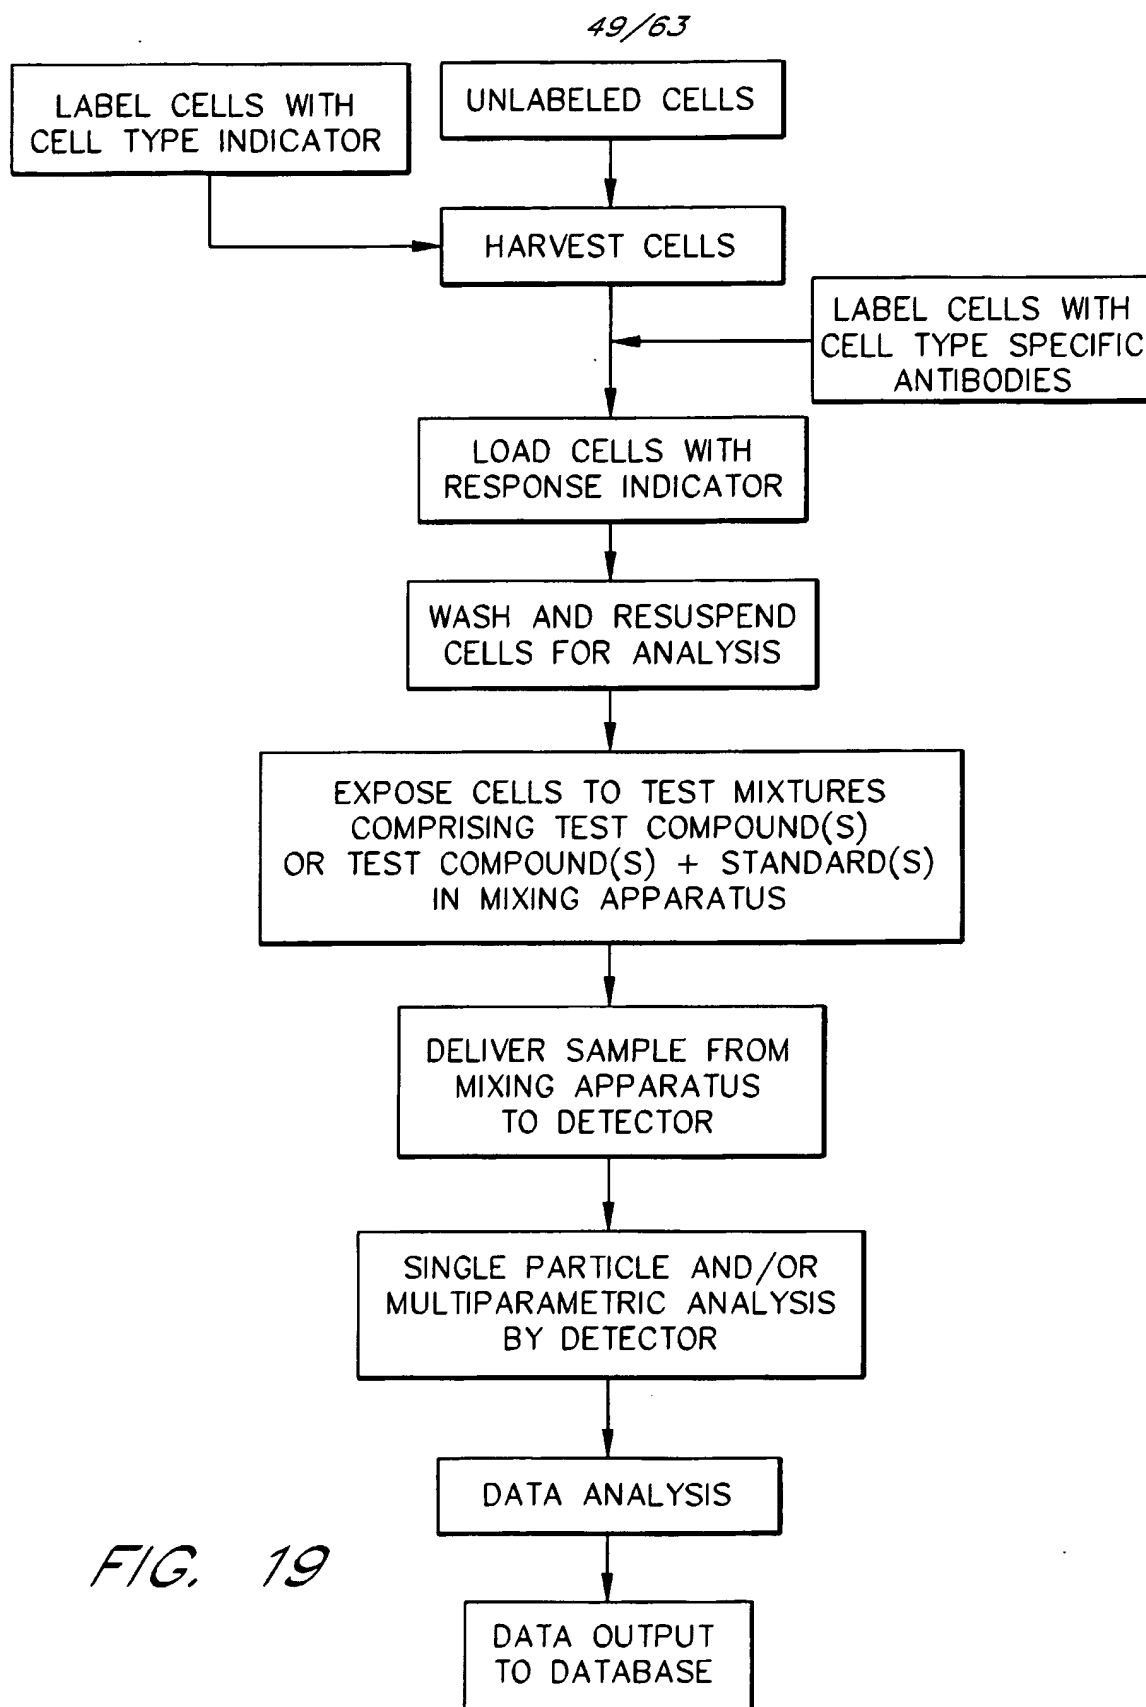 49/63
LABEL CELLS WITH
CELL TYPE INDICATOR
UNLABELED CELLS
HARVEST CELLS
LABEL CELLS WITH
CELL TYPE SPECIFIC
ANTIBODIES
LOAD CELLS WITH
RESPONSE INDICATOR
WASH AND RESUSPEND
CELLS FOR ANALYSIS
EXPOSE CELLS TO TEST MIXTURES
COMPRISING TEST COMPOUND(S)
OR TEST COMPOUND(S) + STANDARD(S)
IN MIXING APPARATUS
DELIVER SAMPLE FROM
MIXING APPARATUS
TO DETECTOR
SINGLE PARTICLE AND/OR
MULTIPARAMETRIC ANALYSIS
BY DETECTOR
DATA ANALYSIS
DATA OUTPUT
TO DATABASE
FIG. 19